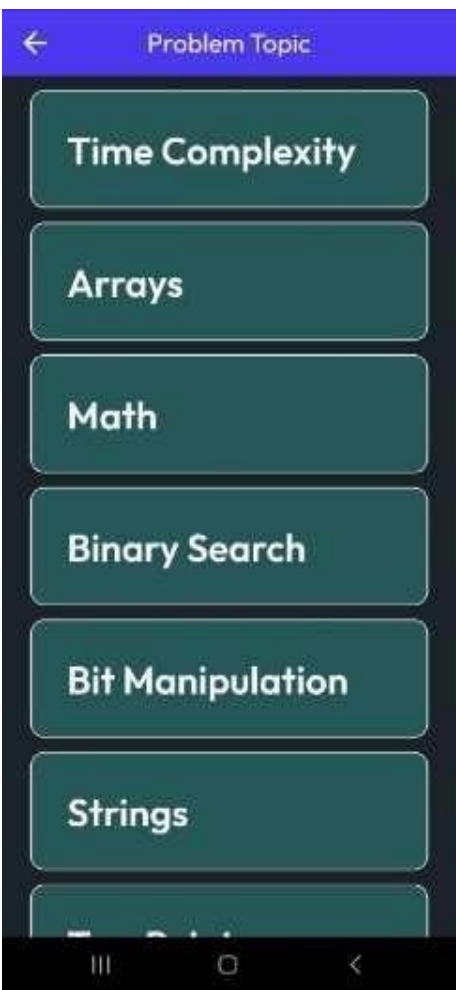 Problem Topic
Time Complexity
Arrays
Math
Binary Search
Bit Manipulation
Strings